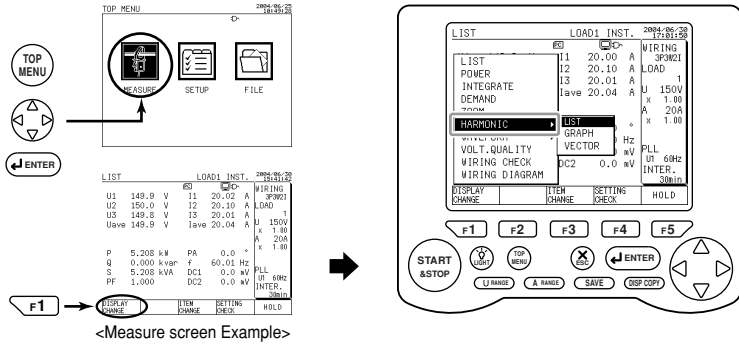 TOP MENU
2004/06/25
10:49:28
TOP
MENU
MEASURE
SETUP
FILE
ENTER
LIST
LOAD1 INST.
2004/06/30
15:41:42
PC
WIRING
3P3W2I
U1 149.9 V I1 20.02 A
U2 150.0 V I2 20.10 A
LOAD
1
U3 149.8 V I3 20.01 A
Uave 149.9 V Iave 20.04 A
U 150V
x 1.00
A 20A
x 1.00
P 5.208 kW PA 0.0 °
Q 0.000 kvar f 60.01 Hz
S 5.208 kVA DC1 0.0 mV
PF 1.000 DC2 0.0 mV
PLL
U1 60Hz
INTER.
30min
DISPLAY
CHANGE
ITEM
CHANGE
SETTING
CHECK
HOLD
F1
<Measure screen Example>
LIST
LOAD1 INST.
2004/06/30
17:01:50
PC
WIRING
3P3W2I
LIST
POWER
INTEGRATE
DEMAND
ZOOM
HARMONIC
WAVEFORM
VOLT.QUALITY
WIRING CHECK
WIRING DIAGRAM
LIST
GRAPH
VECTOR
I1 20.00 A
I2 20.10 A
I3 20.01 A
Iave 20.04 A
°
Hz
mV
DC2 0.0 mV
LOAD
1
U 150V
x 1.00
A 20A
x 1.00
PLL
U1 60Hz
INTER.
30min
DISPLAY
CHANGE
ITEM
CHANGE
SETTING
CHECK
HOLD
F1
F2
F3
F4
F5
START
&STOP
LIGHT
TOP
MENU
ESC
ENTER
U RANGE
A RANGE
SAVE
DISP COPY